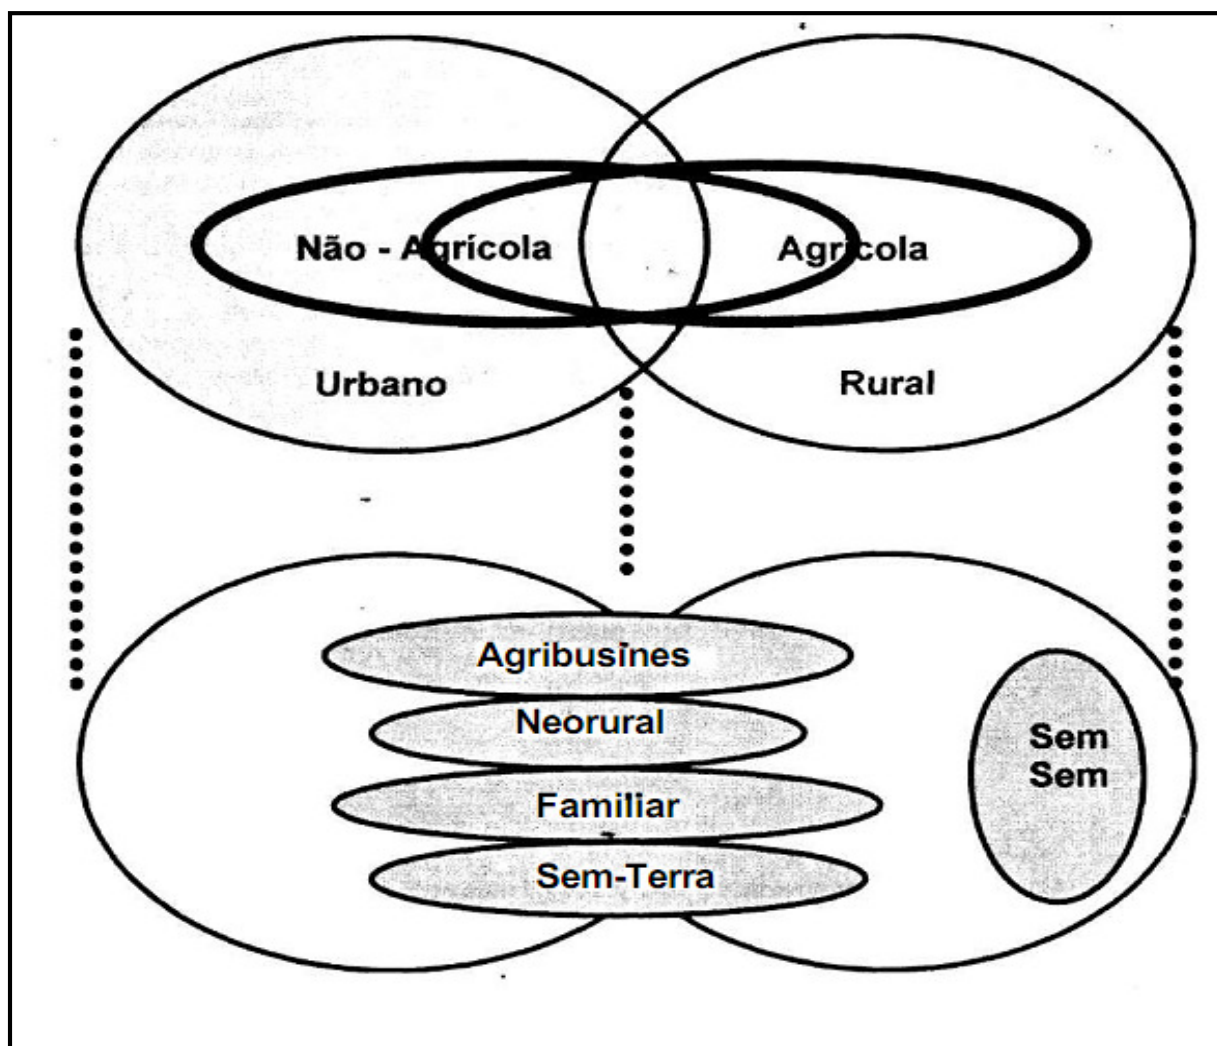 Não - Agrícola
Agrícola
Urbano
Rural
Agribusines
Neorural
Familiar
Sem-Terra
Sem
Sem